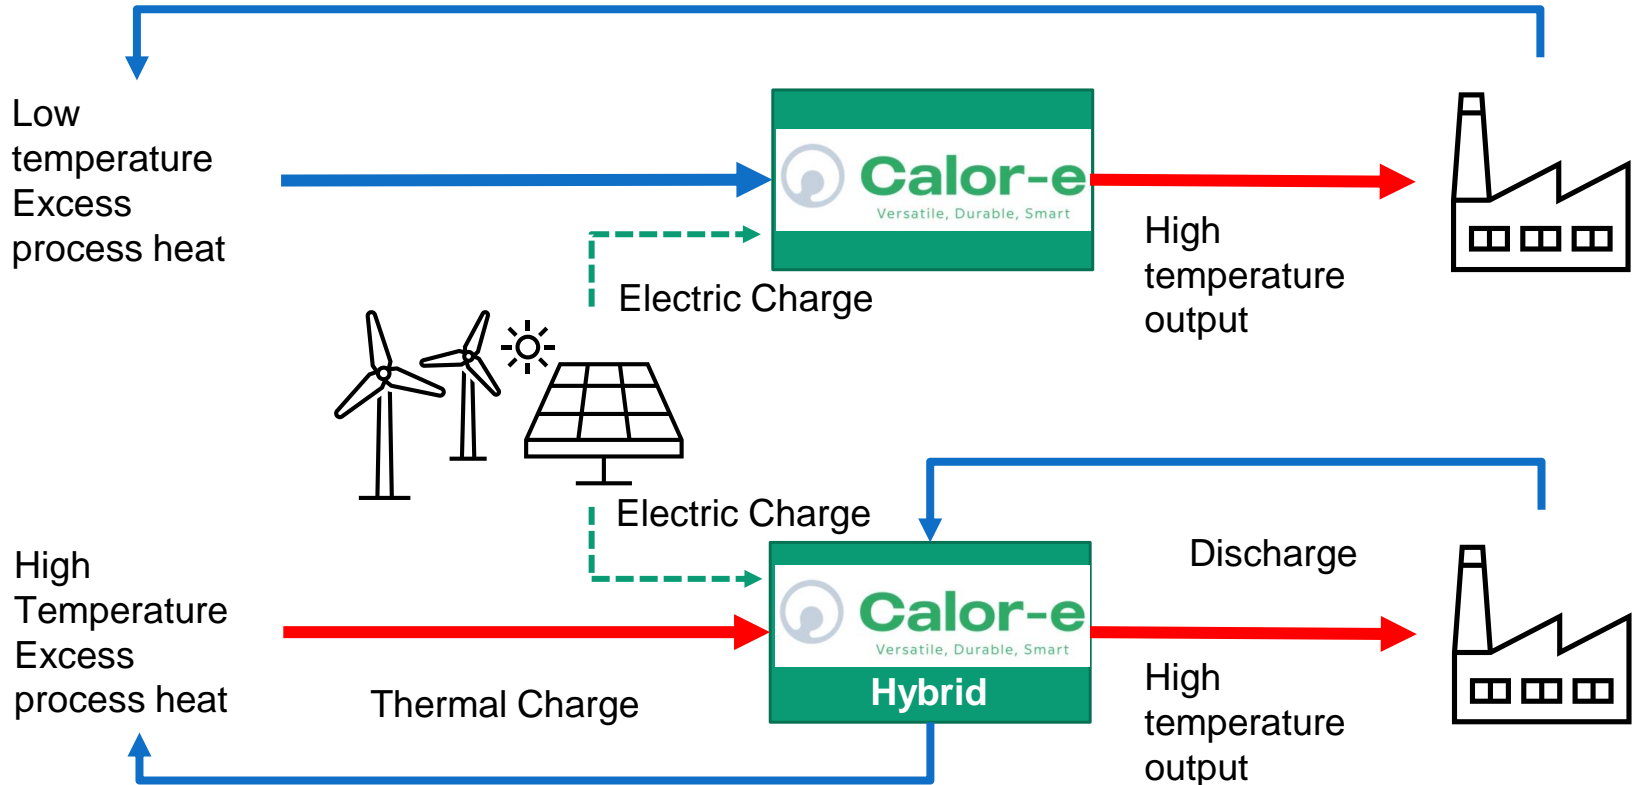 Low
temperature
Excess
process heat
Calor-e
Versatile, Durable, Smart
High
temperature
output
Electric Charge
Electric Charge
High
Temperature
Excess
process heat
Thermal Charge
Calor-e
Versatile, Durable, Smart
Hybrid
Discharge
High
temperature
output